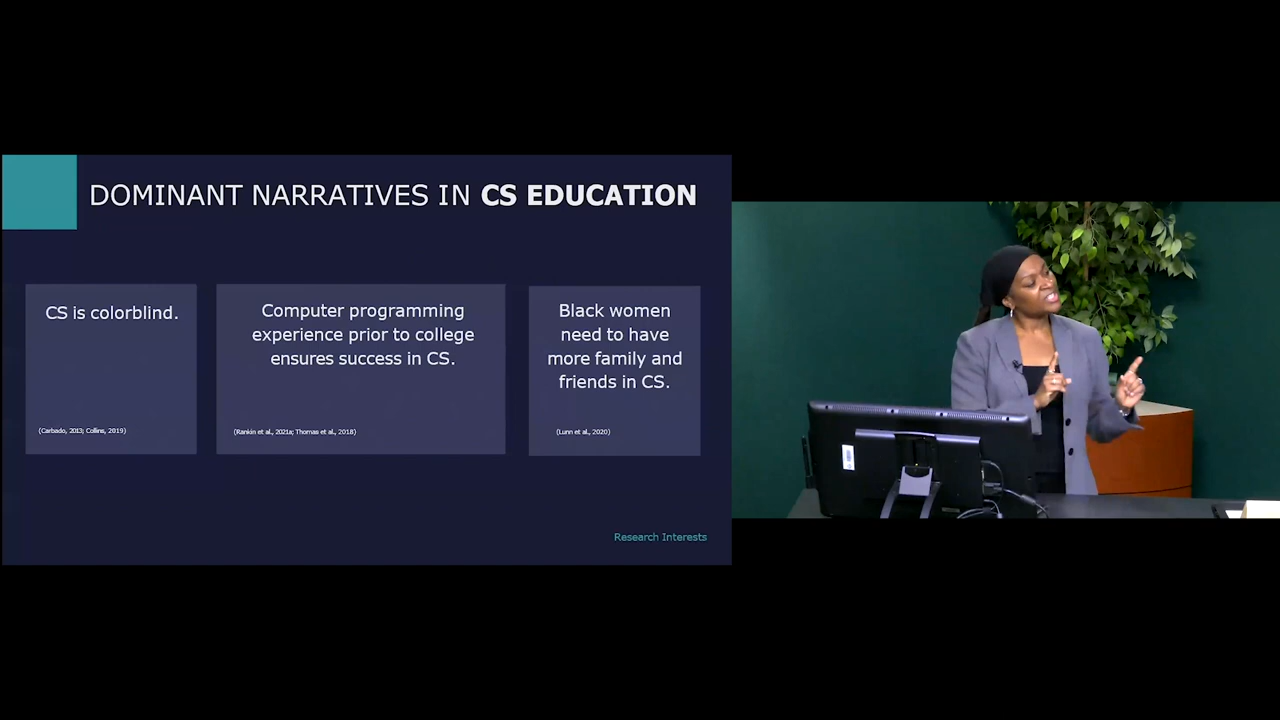 DOMINANT NARRATIVES IN CS EDUCATION
CS is colorblind.
(Carbado, 2013; Collins, 2019)
Computer programming
experience prior to college
ensures success in CS.
(Rankin et al., 2021a; Thomas et al., 2018)
Black women
need to have
more family and
friends in CS.
(Lunn et al., 2020)
Research Interests